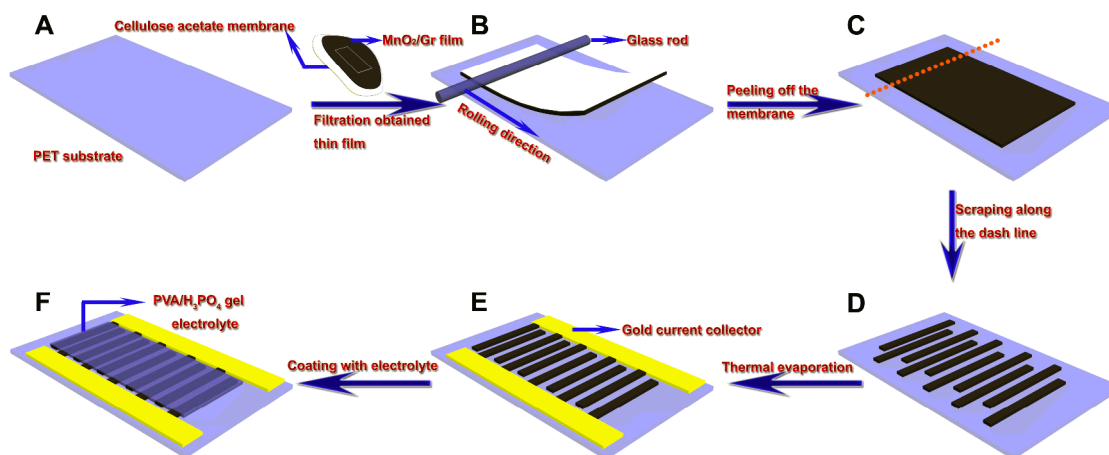 A
Cellulose acetate membrane
MnO₂/Gr film
B
Glass rod
C
PET substrate
Filtration obtained
thin film
Rolling direction
Peeling off the
membrane
Scraping along
the dash line
F
PVA/H₃PO₄ gel
electrolyte
E
Gold current collector
D
Coating with electrolyte
Thermal evaporation